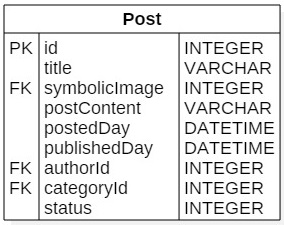 Post
PK id INTEGER
title VARCHAR
FK symbolicImage INTEGER
postContent VARCHAR
postedDay DATETIME
publishedDay DATETIME
FK authorId INTEGER
FK categoryId INTEGER
status INTEGER